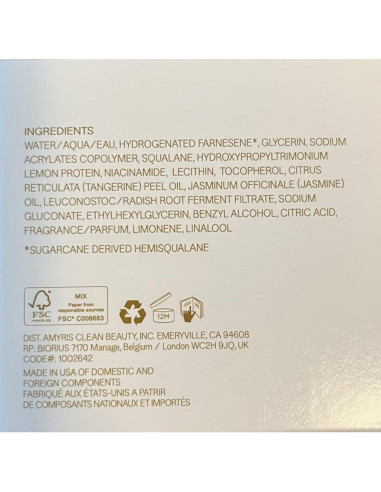 INGREDIENTS
WATER/AQUA/EAU, HYDROGENATED FARNESENE*, GLYCERIN, SODIUM
ACRYLATES COPOLYMER, SQUALANE, HYDROXYPROPYLTRIMONIUM
LEMON PROTEIN, NIACINAMIDE, LECITHIN, TOCOPHEROL, CITRUS
RETICULATA (TANGERINE) PEEL OIL, JASMINUM OFFICINALE (JASMINE)
OIL, LEUCONOSTOC/RADISH ROOT FERMENT FILTRATE, SODIUM
GLUCONATE, ETHYLHEXYLGLYCERIN, BENZYL ALCOHOL, CITRIC ACID,
FRAGRANCE/PARFUM, LIMONENE, LINALOOL
*SUGARCANE DERIVED HEMISQUALANE
FSC
www.fsc.org
MIX
Paper from
responsible sources
FSC® C006683
12M
DIST. AMYRIS CLEAN BEAUTY, INC. EMERYVILLE, CA 94608
RP: BIORIUS 7170 Manage, Belgium / London WC2H 9JQ, UK
CODE#: 1002642
MADE IN USA OF DOMESTIC AND
FOREIGN COMPONENTS
FABRIQUÉ AUX ÉTATS-UNIS A PATRIR
DE COMPOSANTS NATIONAUX ET IMPORTÉS